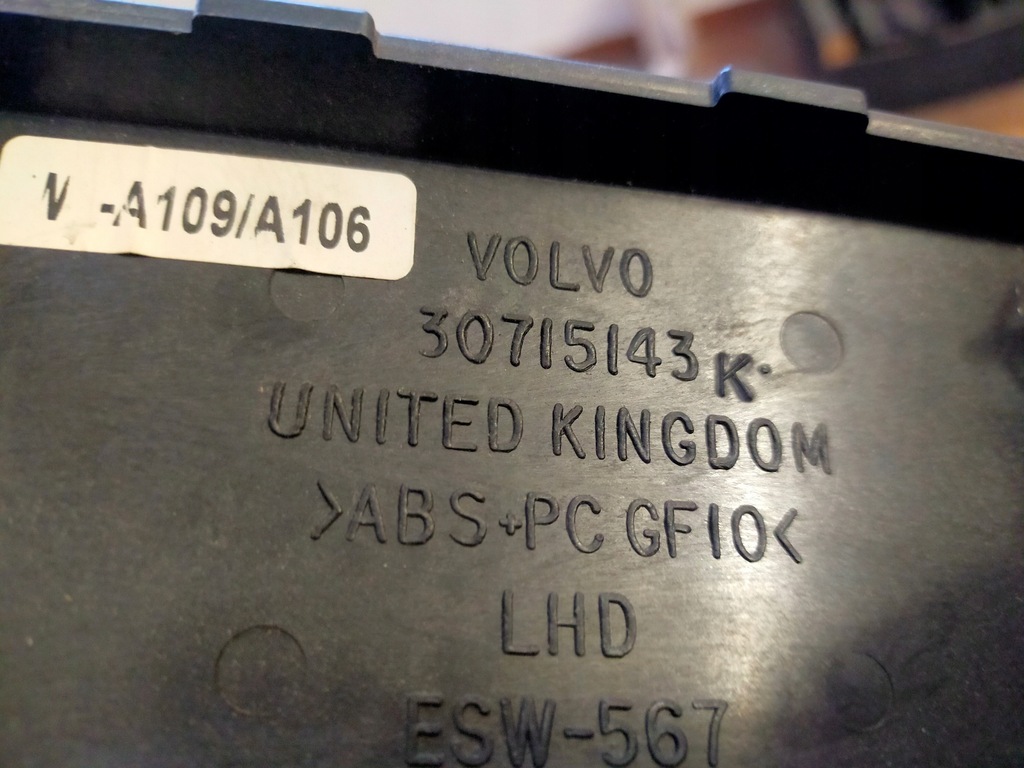 -A109/A106
VOLVO
30715143 K
UNITED KINGDOM
>ABS+PC GF10<
LHD
ESW-567